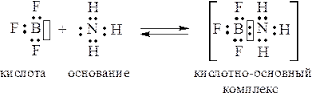 F H F H
F B + N H F B N H
F H F H
кислота основание кислотно-основный
комплекс